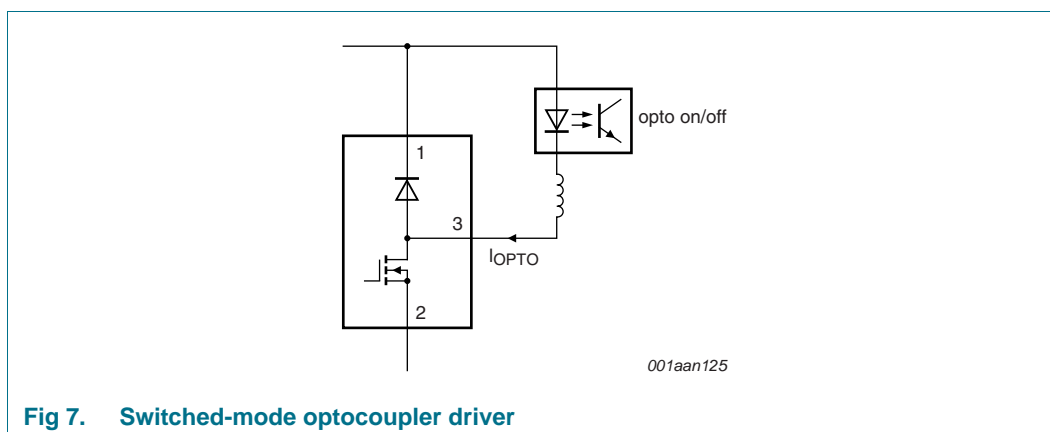 opto on/off
1
3
IOPTO
2
001aan125
Fig 7. Switched-mode optocoupler driver